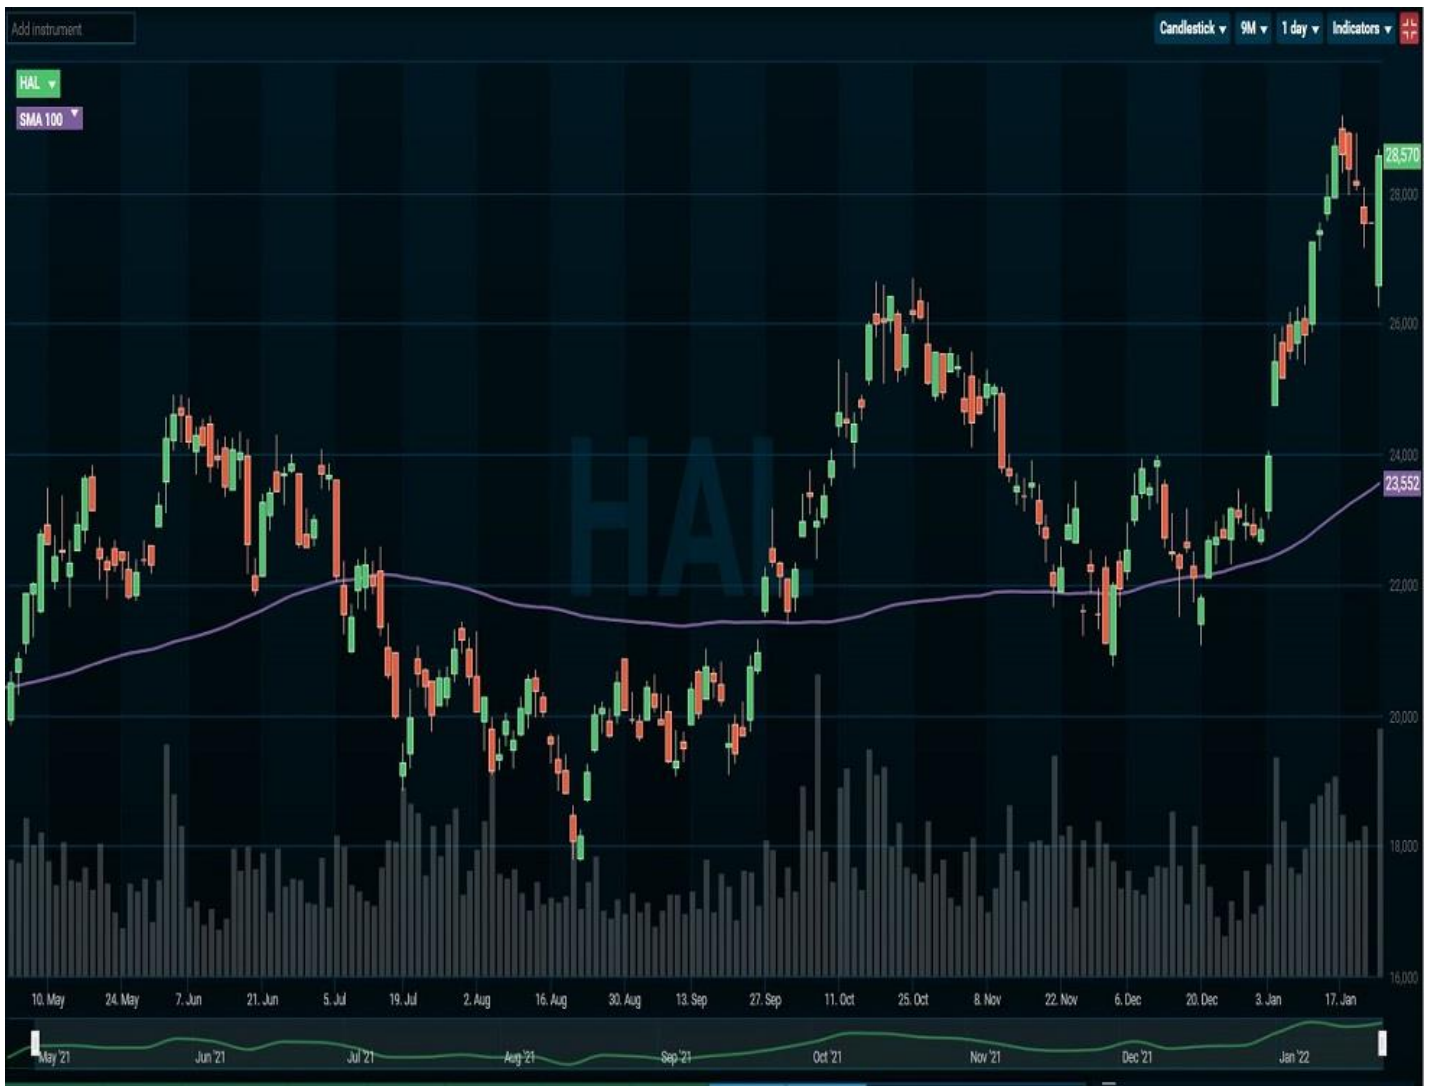 Add instrument
Candlestick 9M 1 day Indicators
HAL
SMA 100
HAL
28,570
28,000
26,000
24,000
23,552
22,000
20,000
18,000
16,000
10. May 24. May 7. Jun 21. Jun 5. Jul 19. Jul 2. Aug 16. Aug 30. Aug 13. Sep 27. Sep 11. Oct 25. Oct 8. Nov 22. Nov 6. Dec 20. Dec 3. Jan 17. Jan
May '21 Jun '21 Jul '21 Aug '21 Sep '21 Oct '21 Nov '21 Dec '21 Jan '22